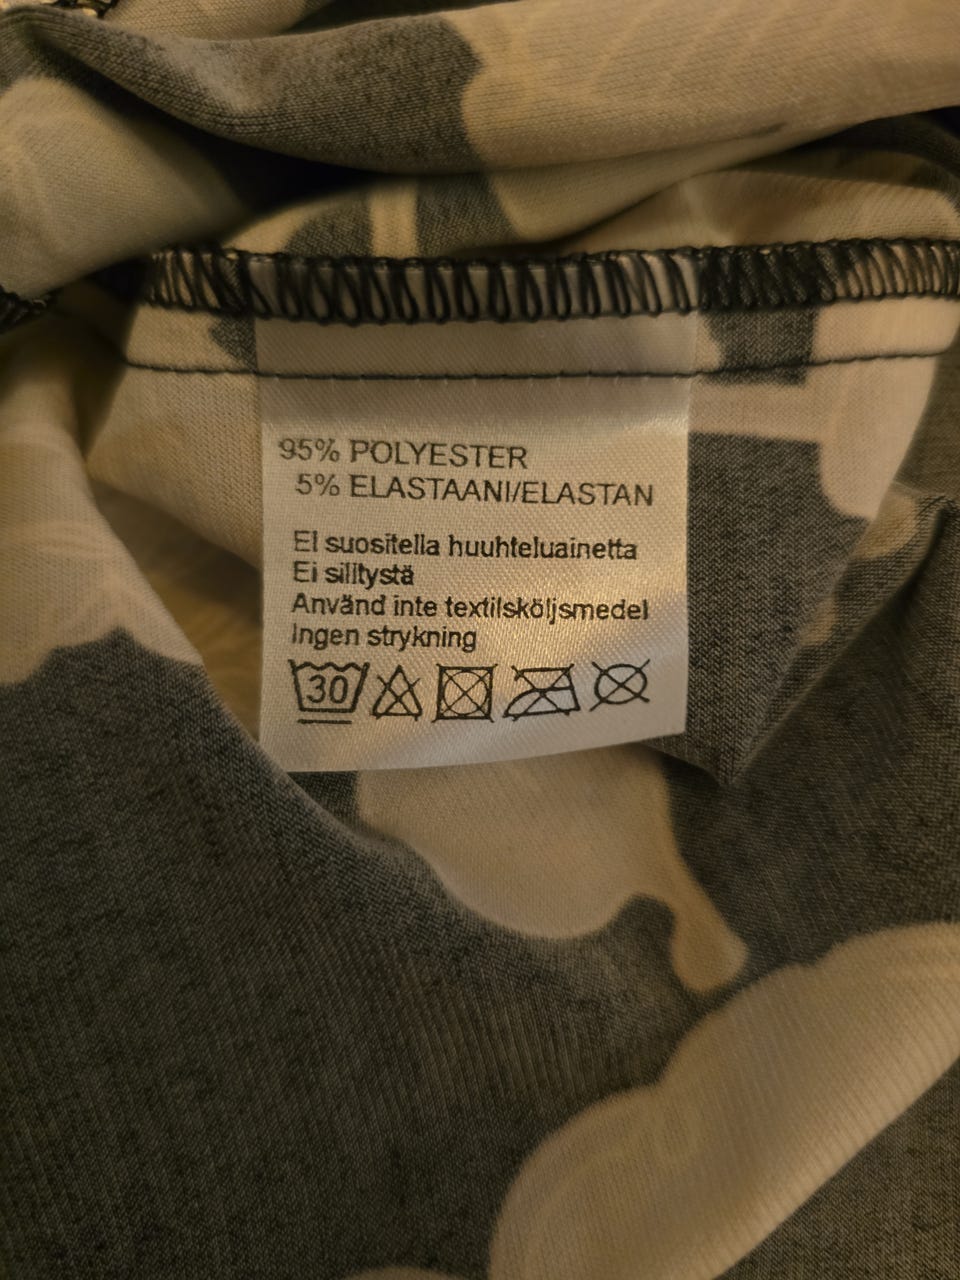 95% POLYESTER
5% ELASTAANI/ELASTAN
Ei suositella huuhteluainetta
Ei silitystä
Använd inte textilsköljsmedel
Ingen strykning
30